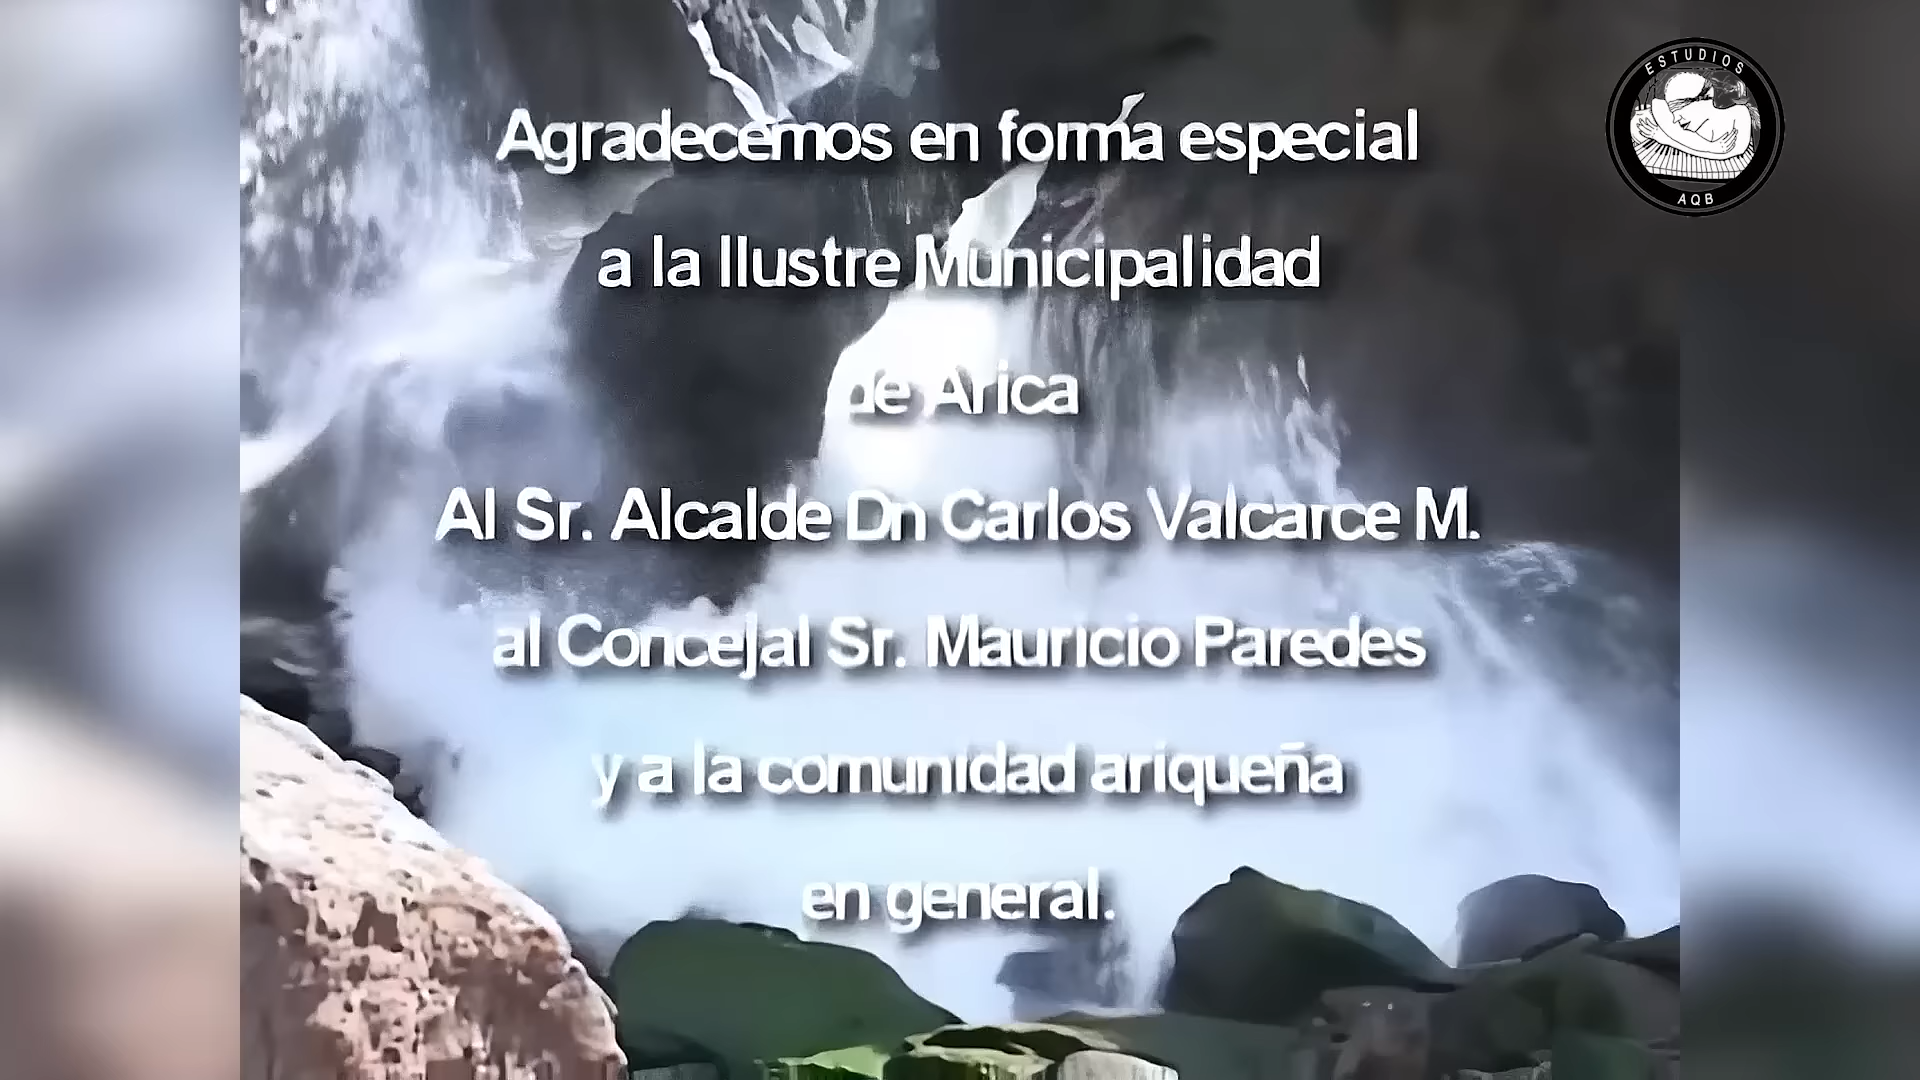 ESTUDIOS
AQB
Agradecemos en forma especial
a la Ilustre Municipalidad
de Arica
Al Sr. Alcalde Dn Carlos Valcarce M.
al Concejal Sr. Mauricio Paredes
y a la comunidad ariqueña
en general.